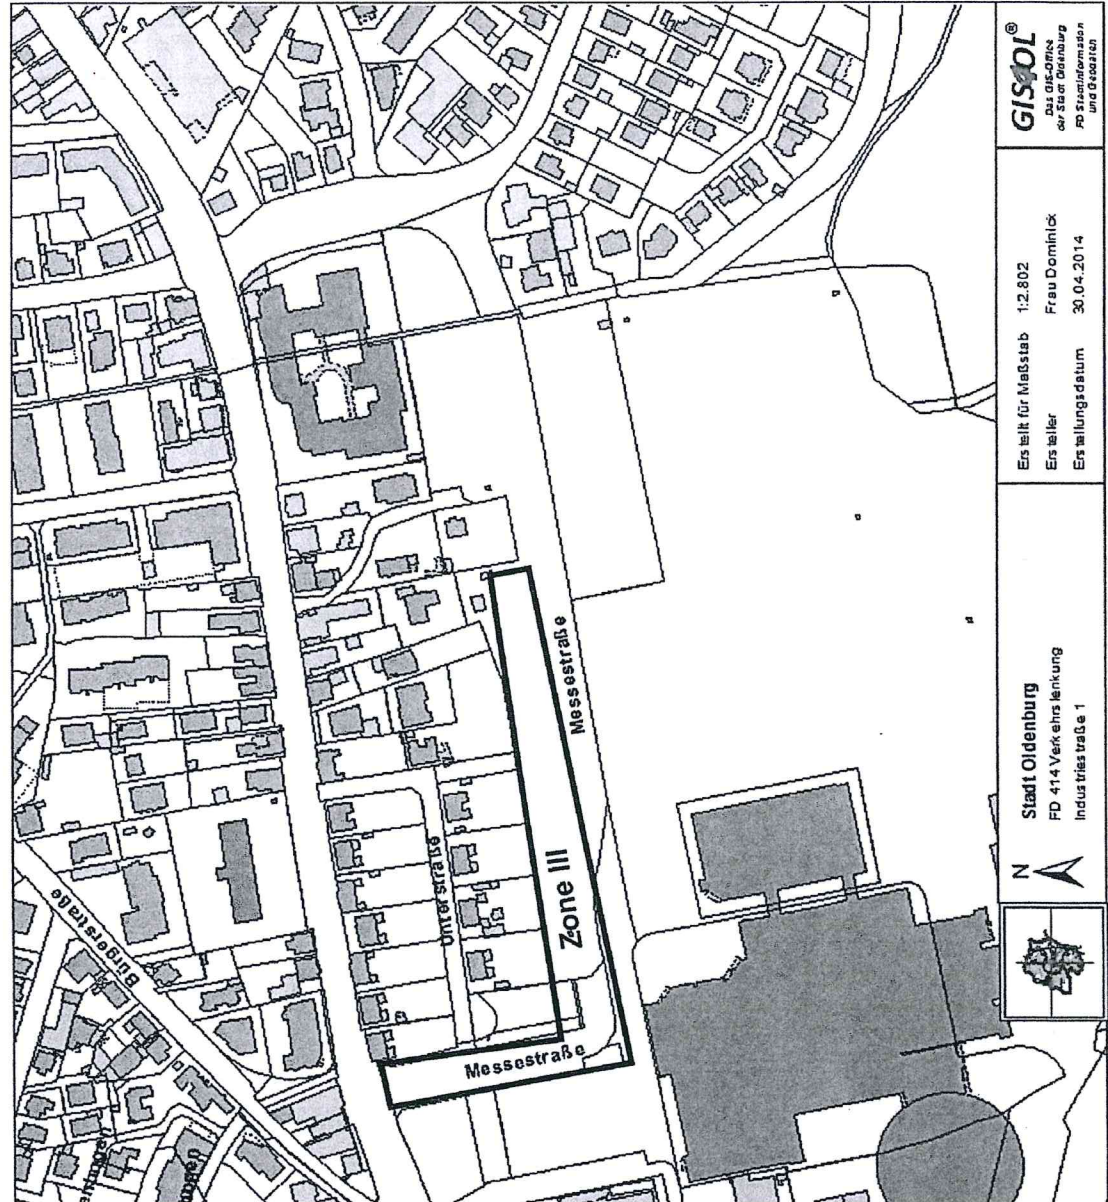 Bürgerstraße
Unterstraße
Messestraße
Zone III
Messestraße
N
Stadt Oldenburg
FD 414 Verkehrslenkung
Industriestraße 1
Erstellt für Maßstab 1:2.802
Ersteller Frau Dominick
Erstellungsdatum 30.04.2014
GISOL®
Das GIS-Office
der Stadt Oldenburg
FD Stadtinformation
und Geodaten